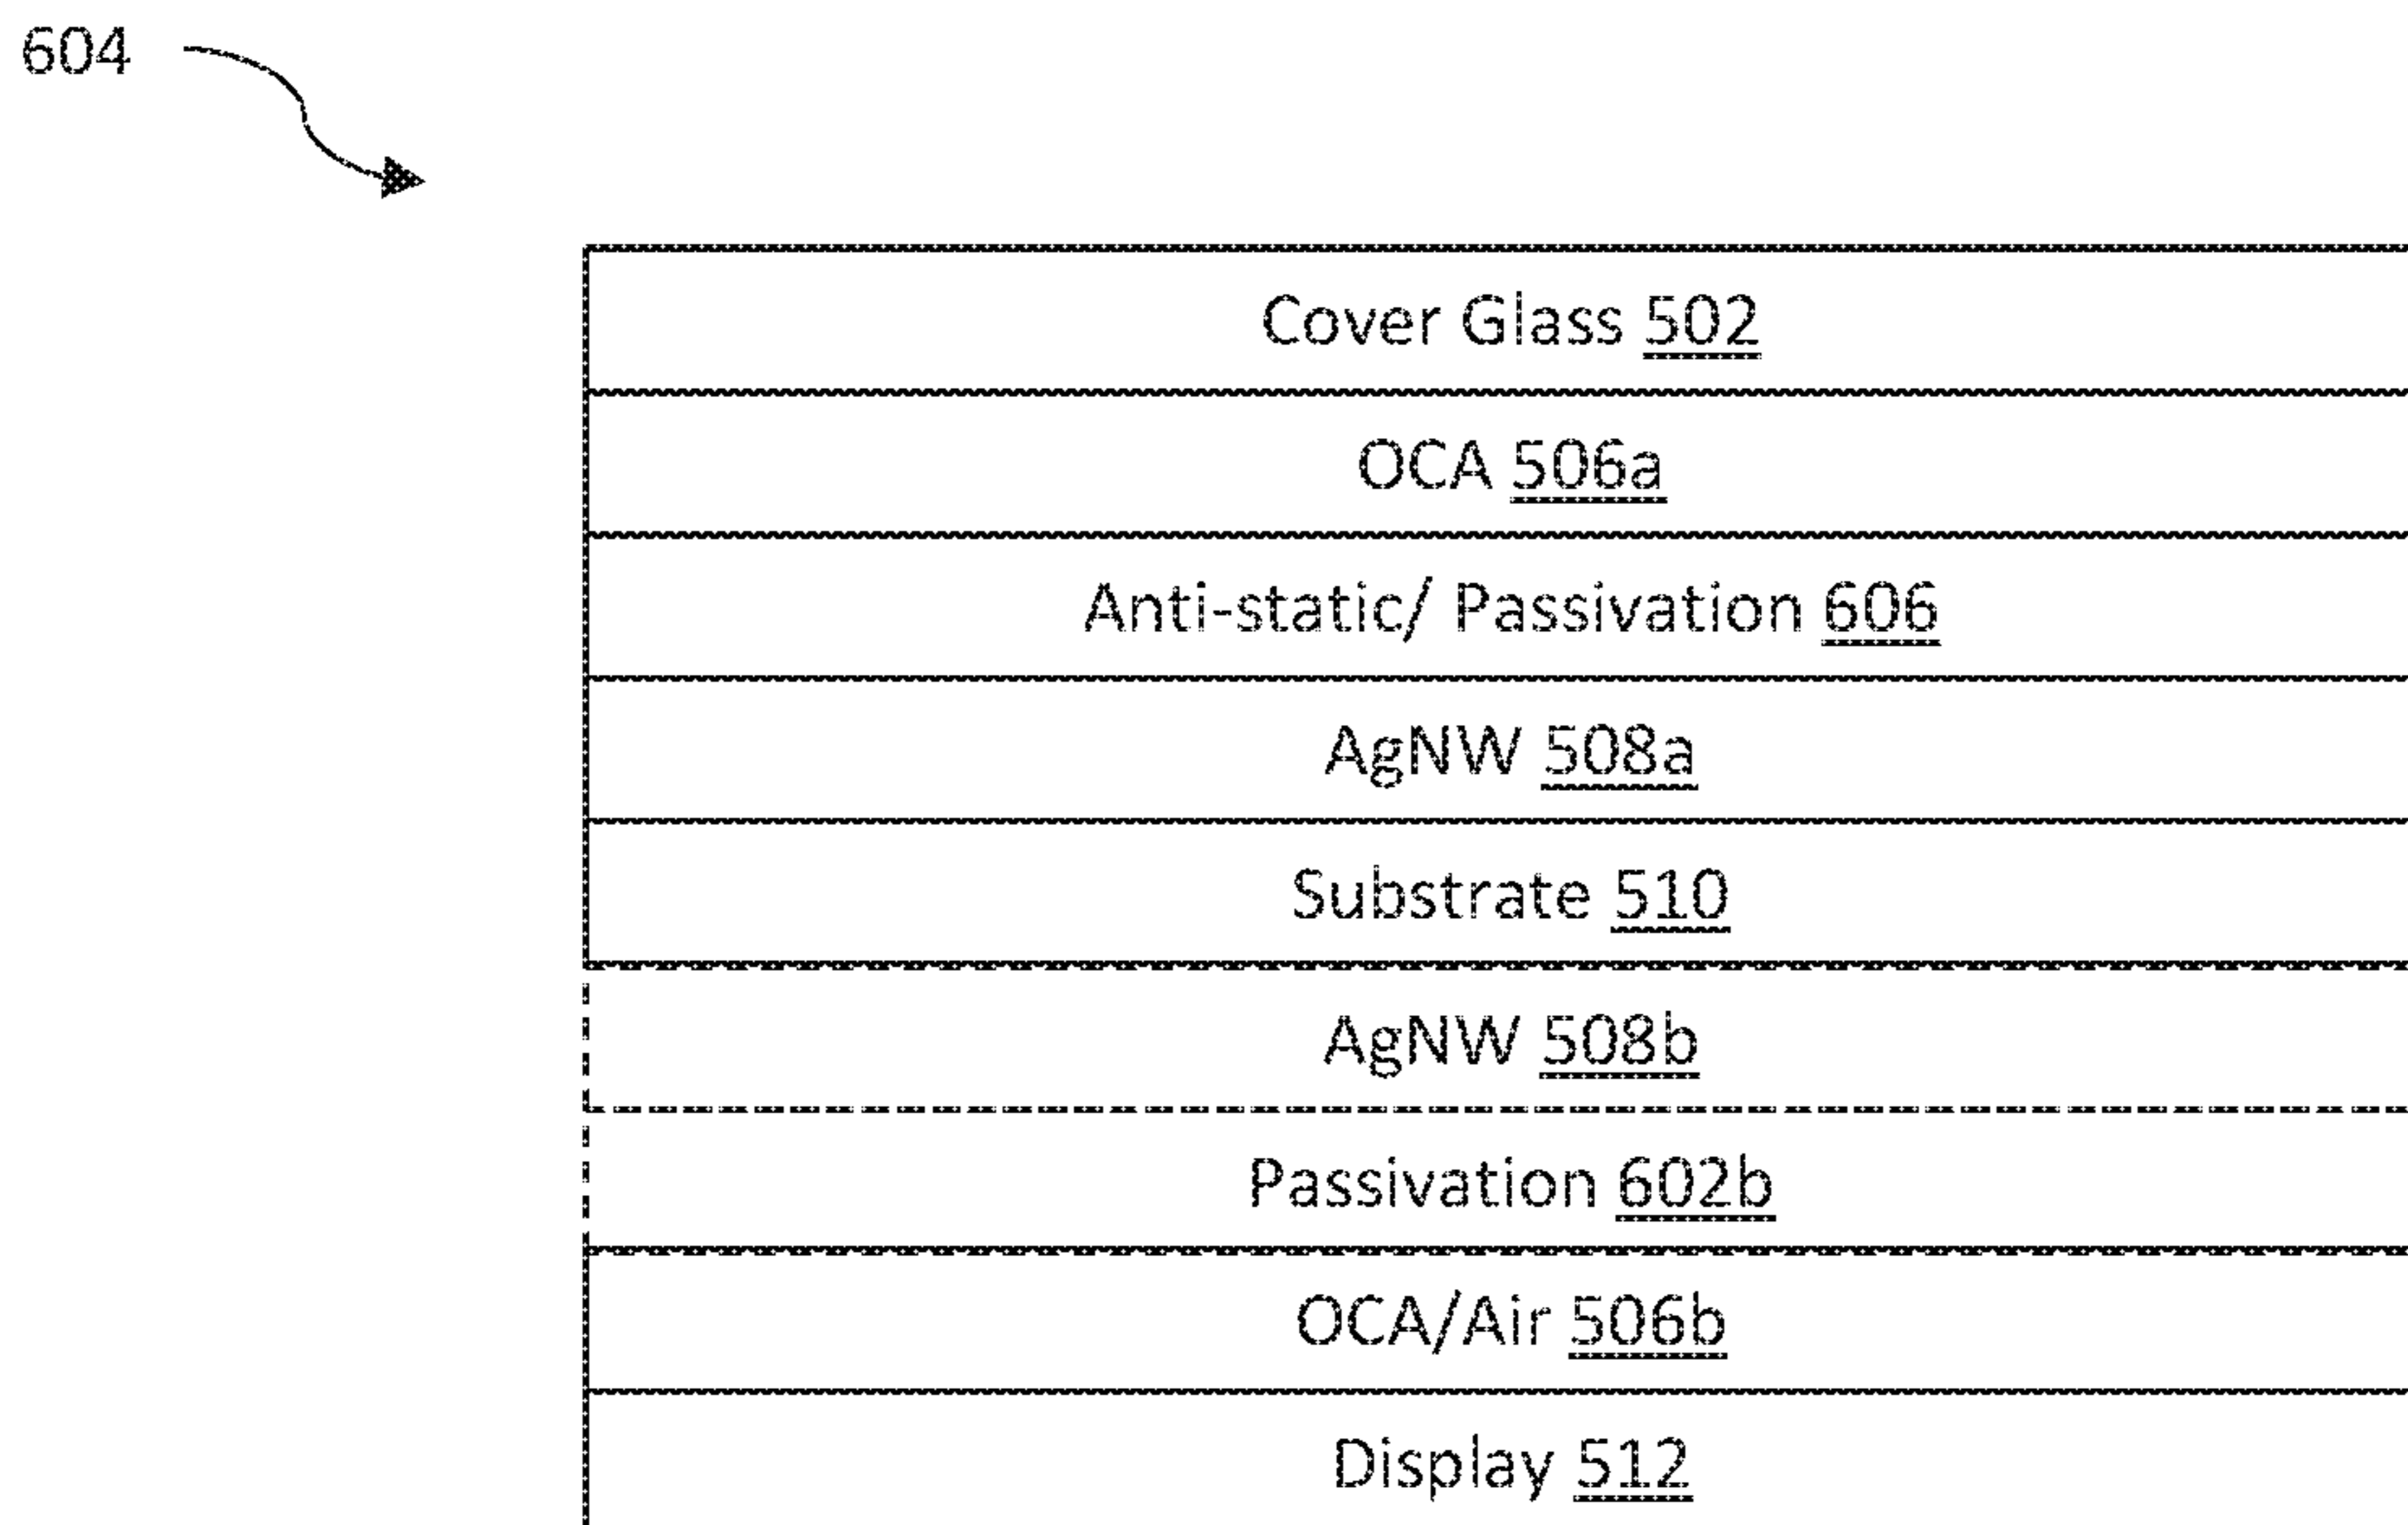 604
Cover Glass 502
OCA 506a
Anti-static/ Passivation 606
AgNW 508a
Substrate 510
AgNW 508b
Passivation 602b
OCA/Air 506b
Display 512